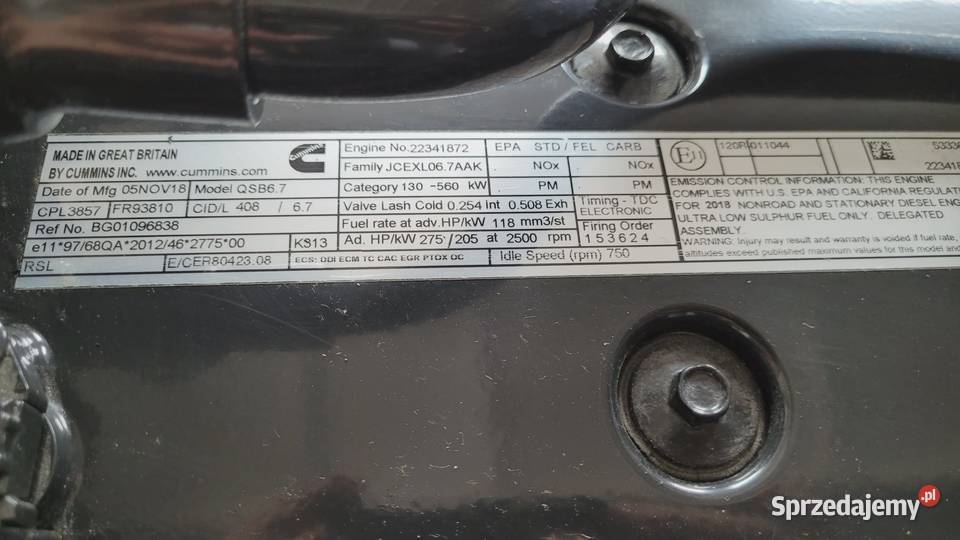 MADE IN GREAT BRITAIN
BY CUMMINS INC. www.cummins.com
Date of Mfg 05NOV18 Model QSB6.7
CPL3857 FR93810 CID/L 408 / 6.7
Ref No. BG01096838
e11*97/68QA*2012/46*2775*00 K813
RSL E/CER80423.08 ECS: DDI ECM TC CAC EGR PTOX OC
Cummins
Engine No.22341872
Family JCEXL06.7AAK
Category 130 -560 kW
Valve Lash Cold 0.254 Int 0.508 Exh
Fuel rate at adv.HP/kW 118 mm3/st
Ad. HP/kW 275 / 205 at 2500 rpm
EPA STD / FEL CARB
. NOx . NOx
. PM . PM
Timing - TDC
ELECTRONIC
Firing Order
153624
Idle Speed (rpm) 750
E11
120R-011044
22341
EMISSION CONTROL INFORMATION: THIS ENGINE
COMPLIES WITH U.S. EPA AND CALIFORNIA
FOR 2018 NONROAD AND STATIONARY DIESEL
ULTRA LOW SULPHUR FUEL ONLY. DELEGATED
ASSEMBLY
WARNING: Injury may result and warranty is voided if fuel rate,
altitudes exceed published maximum values for this model and
Sprzedajemy.pl